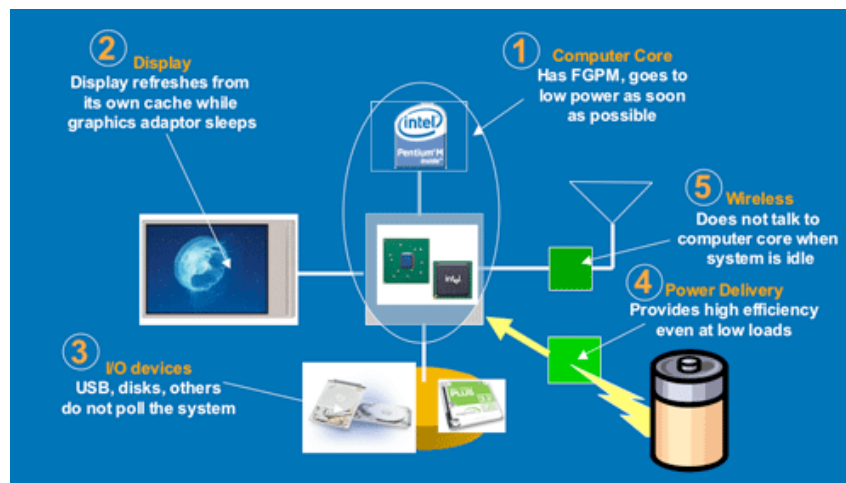 1
Computer Core
Has FGPM, goes to
low power as soon
as possible
2
Display
Display refreshes from
its own cache while
graphics adaptor sleeps
intel
Pentium M
inside
5
Wireless
Does not talk to
computer core when
system is idle
4
Power Delivery
Provides high efficiency
even at low loads
intel
3
I/O devices
USB, disks, others
do not poll the system
PLUS